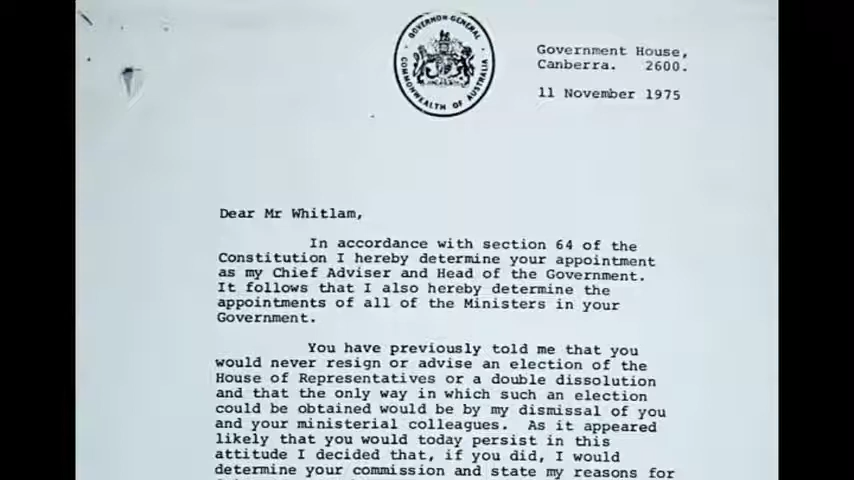 GOVERNOR-GENERAL
COMMONWEALTH OF AUSTRALIA
Government House,
Canberra. 2600.
11 November 1975
Dear Mr Whitlam,
In accordance with section 64 of the
Constitution I hereby determine your appointment
as my Chief Adviser and Head of the Government.
It follows that I also hereby determine the
appointments of all of the Ministers in your
Government.
You have previously told me that you
would never resign or advise an election of the
House of Representatives or a double dissolution
and that the only way in which such an election
could be obtained would be by my dismissal of you
and your ministerial colleagues. As it appeared
likely that you would today persist in this
attitude I decided that, if you did, I would
determine your commission and state my reasons for